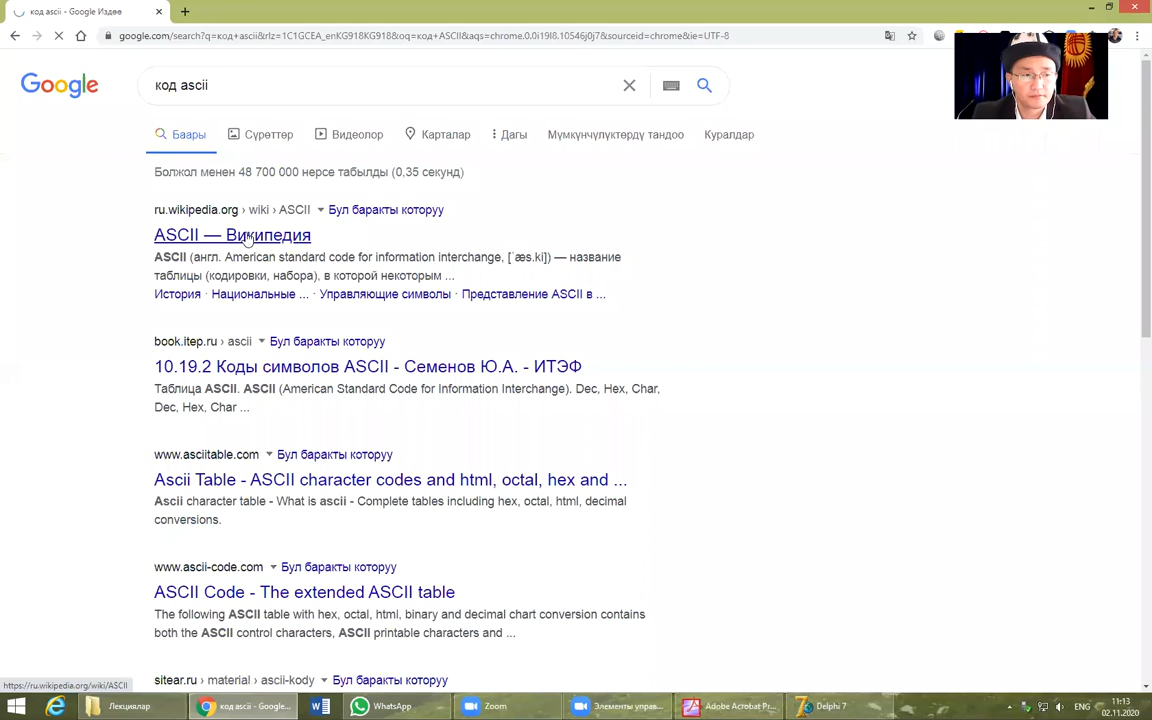 код ascii - Google Издөө
google.com/search?q=код+ascii&rlz=1C1GCEA_enKG918KG918&oq=код+ASCII&aqs=chrome.0.0i19l8.10546j0j7&sourceid=chrome&ie=UTF-8
Google
код ascii
Баары Сүрөттөр Видеолор Карталар Дагы Мүмкүнчүлүктөрдү тандоо Куралдар
Болжол менен 48 700 000 нерсе табылды (0,35 секунд)
ru.wikipedia.org › wiki › ASCII Бул баракты которуу
ASCII — Википедия
ASCII (англ. American standard code for information interchange, [ˈæs.ki]) — название
таблицы (кодировки, набора), в которой некоторым ...
История · Национальные ... · Управляющие символы · Представление ASCII в ...
book.itep.ru › ascii Бул баракты которуу
10.19.2 Коды символов ASCII - Семенов Ю.А. - ИТЭФ
Таблица ASCII. ASCII (American Standard Code for Information Interchange). Dec, Hex, Char,
Dec, Hex, Char ...
www.asciitable.com Бул баракты которуу
Ascii Table - ASCII character codes and html, octal, hex and ...
Ascii character table - What is ascii - Complete tables including hex, octal, html, decimal
conversions.
www.ascii-code.com Бул баракты которуу
ASCII Code - The extended ASCII table
The following ASCII table with hex, octal, html, binary and decimal chart conversion contains
both the ASCII control characters, ASCII printable characters and ...
sitear.ru › material › ascii-kody Бул баракты которуу
https://ru.wikipedia.org/wiki/ASCII
Лекциялар
код ascii - Google...
WhatsApp
Zoom
Элементы управ...
Adobe Acrobat Pr...
Delphi 7
ENG
11:13
02.11.2020